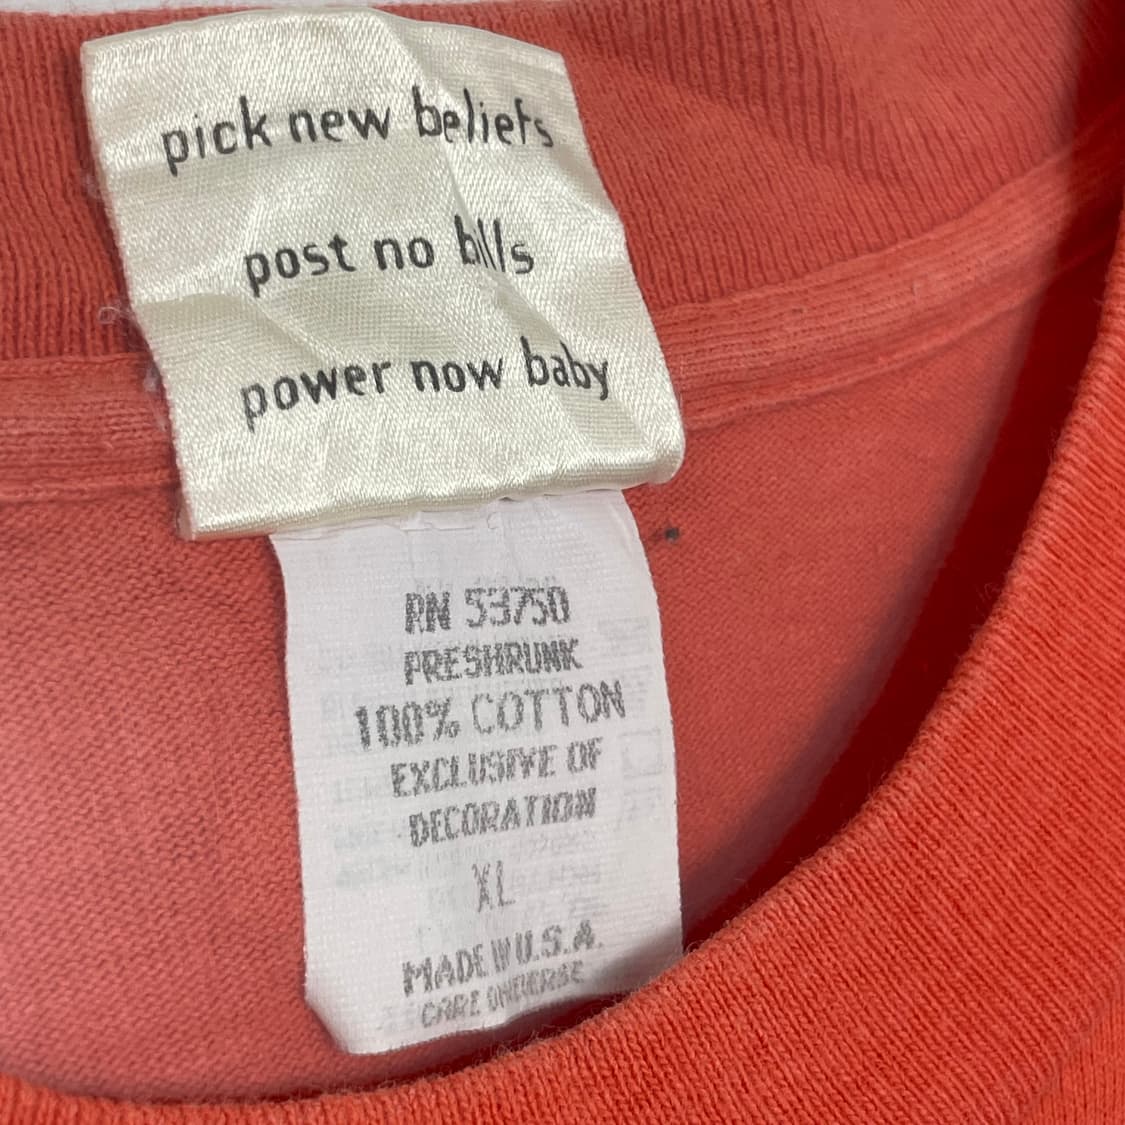 pick new beliefs
post no bills
power now baby
RN 53750
PRESHRUNK
100% COTTON
EXCLUSIVE OF
DECORATION
XL
MADE IN U.S.A.
CARE ON REVERSE